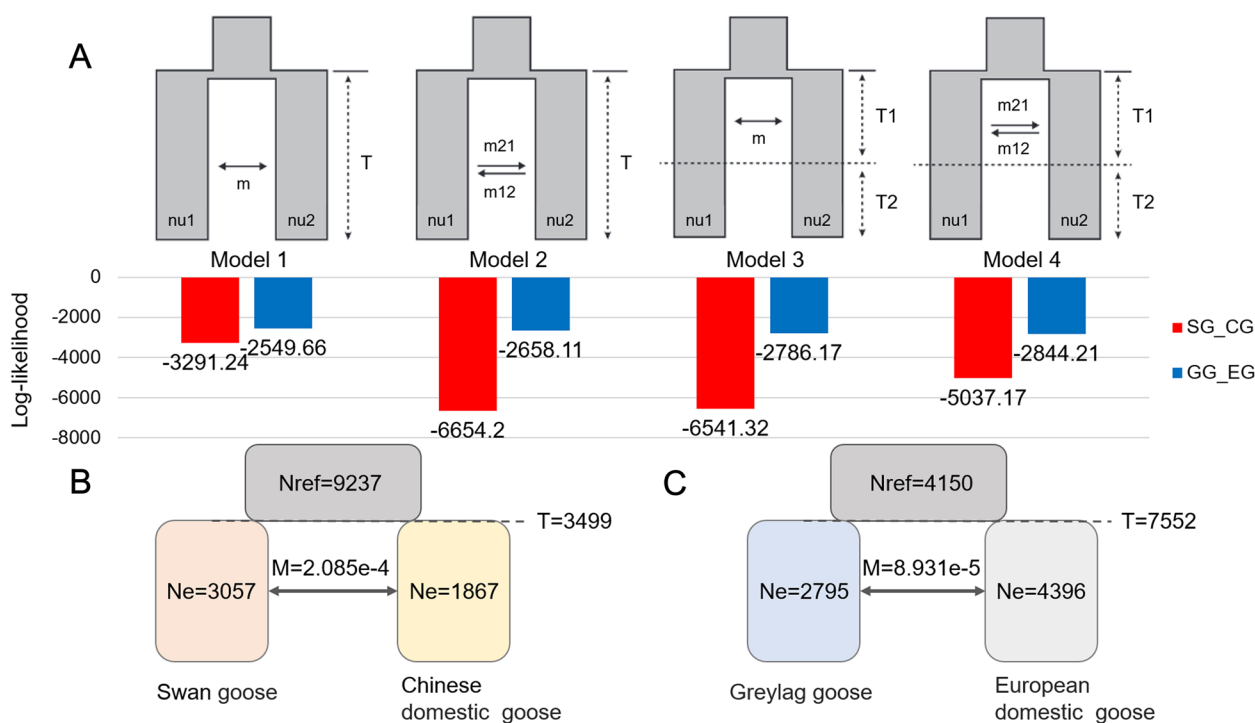 A
m
T
nu1
nu2
m21
m12
T
nu1
nu2
m
T1
T2
nu1
nu2
m21
m12
T1
T2
nu1
nu2
Model 1
Model 2
Model 3
Model 4
Log-likelihood
0
-2000
-4000
-6000
-8000
-3291.24
-2549.66
-6654.2
-2658.11
-6541.32
-2786.17
-5037.17
-2844.21
SG_CG
GG_EG
B
Nref=9237
T=3499
M=2.085e-4
Ne=3057
Ne=1867
Swan goose
Chinese
domestic goose
C
Nref=4150
T=7552
M=8.931e-5
Ne=2795
Ne=4396
Greylag goose
European
domestic goose